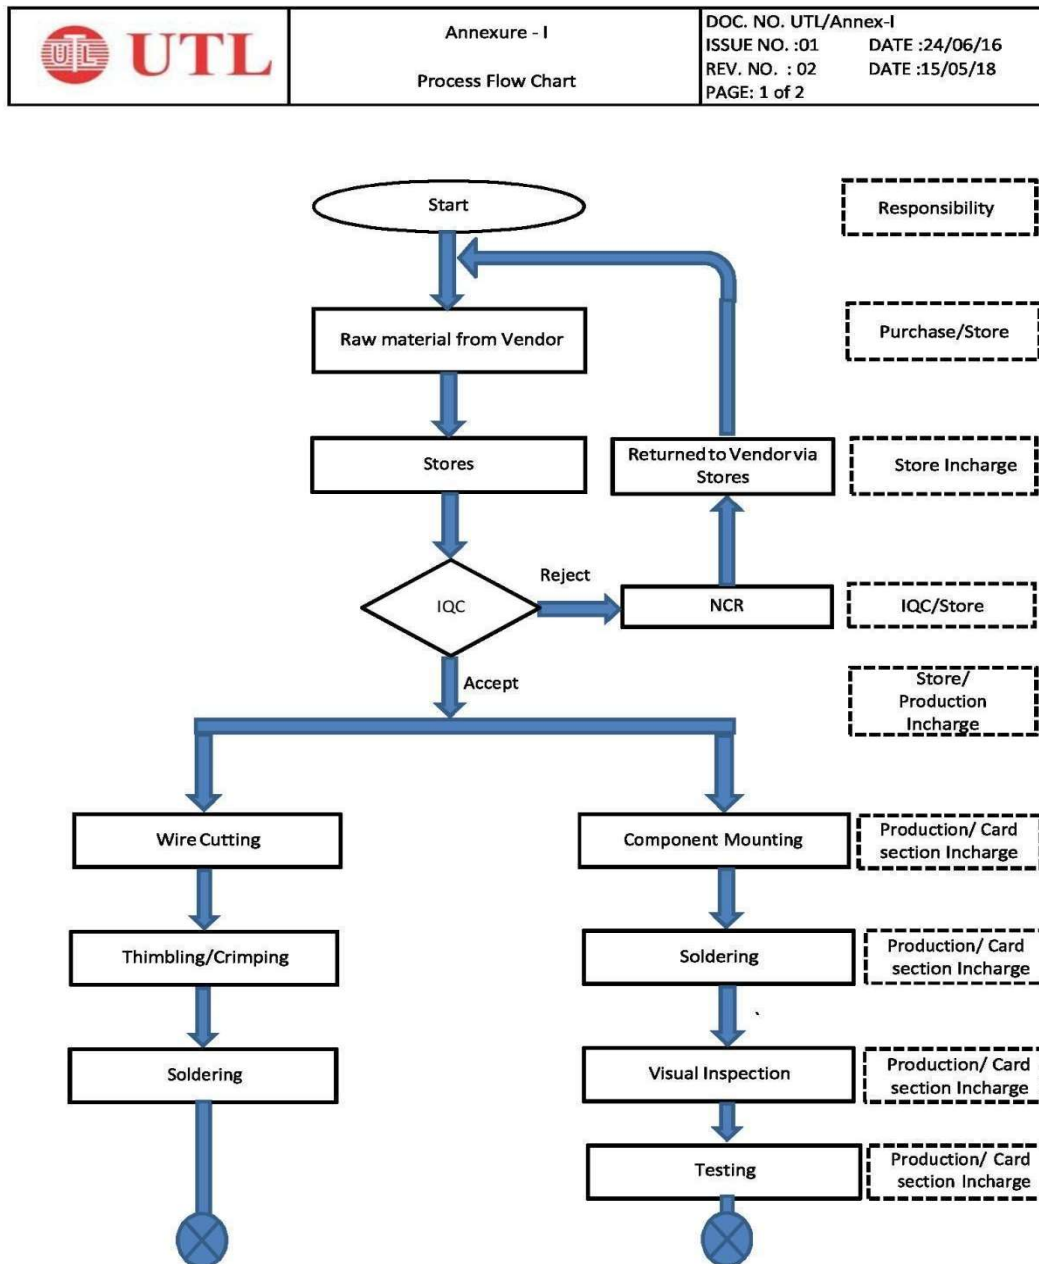 UTL
UTL
Annexure - I
Process Flow Chart
DOC. NO. UTL/Annex-I
ISSUE NO. :01 DATE :24/06/16
REV. NO. : 02 DATE :15/05/18
PAGE: 1 of 2
Start
Responsibility
Raw material from Vendor
Purchase/Store
Stores
Returned to Vendor via
Stores
Store Incharge
IQC
Reject
NCR
IQC/Store
Accept
Store/
Production
Incharge
Wire Cutting
Component Mounting
Production/ Card
section Incharge
Thimbling/Crimping
Soldering
Production/ Card
section Incharge
Soldering
Visual Inspection
Production/ Card
section Incharge
Testing
Production/ Card
section Incharge